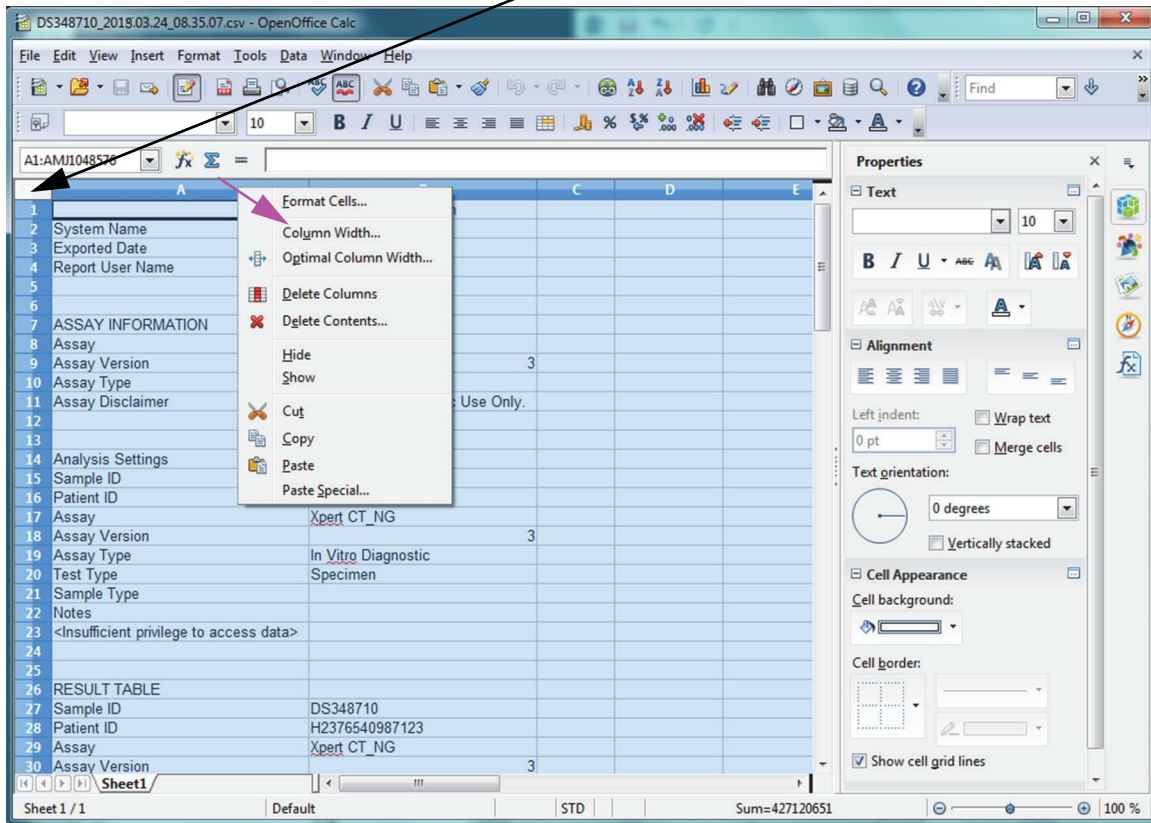 DS348710_2018.03.24_08.35.07.csv - OpenOffice Calc
File Edit View Insert Format Tools Data Window Help
ABC ABC Find
10 B I U % $% .000 .000 A
A1:AMJ1048576 fx Σ =
Properties
A C D E
Text
10
B I U ABC
Alignment
Left indent: Wrap text
0 pt Merge cells
Text orientation:
0 degrees
Vertically stacked
Cell Appearance
Cell background:
Cell border:
Show cell grid lines
Format Cells...
Column Width...
Optimal Column Width...
Delete Columns
Delete Contents...
Hide
Show
Cut
Copy
Paste
Paste Special...
1
2 System Name
3 Exported Date
4 Report User Name
5
6
7 ASSAY INFORMATION
8 Assay
9 Assay Version 3
10 Assay Type
11 Assay Disclaimer Use Only.
12
13
14 Analysis Settings
15 Sample ID
16 Patient ID
17 Assay Xpert CT_NG
18 Assay Version 3
19 Assay Type In Vitro Diagnostic
20 Test Type Specimen
21 Sample Type
22 Notes
23 <Insufficient privilege to access data>
24
25
26 RESULT TABLE
27 Sample ID DS348710
28 Patient ID H2376540987123
29 Assay Xpert CT_NG
30 Assay Version 3
Sheet1
Sheet 1 / 1 Default STD Sum=427120651 100 %